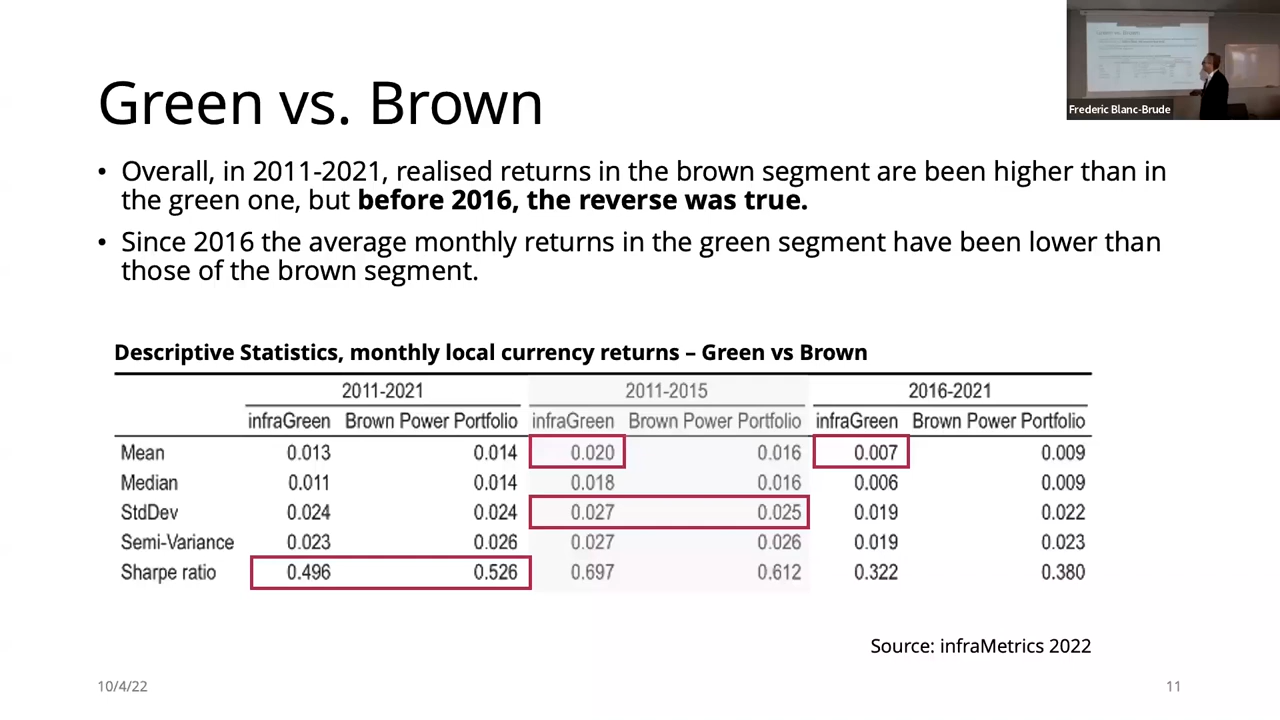 Frederic Blanc-Brude
Green vs. Brown
• Overall, in 2011-2021, realised returns in the brown segment are been higher than in
the green one, but before 2016, the reverse was true.
• Since 2016 the average monthly returns in the green segment have been lower than
those of the brown segment.
Descriptive Statistics, monthly local currency returns – Green vs Brown
2011-2021 2011-2015 2016-2021
infraGreen Brown Power Portfolio infraGreen Brown Power Portfolio infraGreen Brown Power Portfolio
Mean 0.013 0.014 0.020 0.016 0.007 0.009
Median 0.011 0.014 0.018 0.016 0.006 0.009
StdDev 0.024 0.024 0.027 0.025 0.019 0.022
Semi-Variance 0.023 0.026 0.027 0.026 0.019 0.023
Sharpe ratio 0.496 0.526 0.697 0.612 0.322 0.380
Source: infraMetrics 2022
10/4/22 11